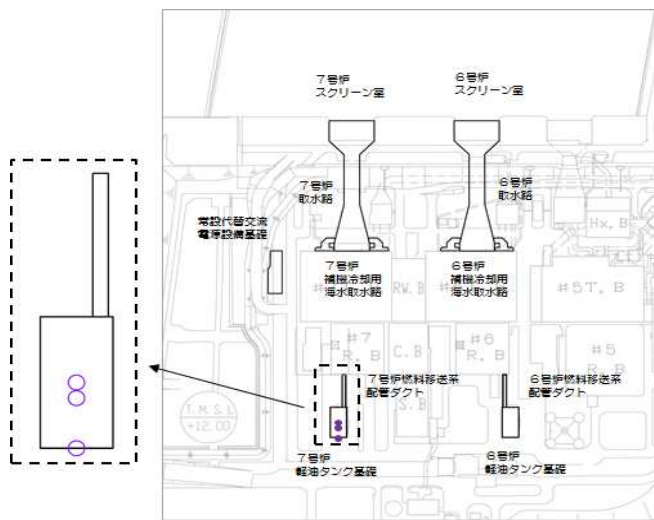 7号炉
スクリーン室
6号炉
スクリーン室
7号炉
取水路
6号炉
取水路
常設代替交流
電源設備基礎
Hx.B
7号炉
補機冷却用
海水取水路
6号炉
補機冷却用
海水取水路
RW.B
#5T.B
#7
R.B
C.B
#6
R.B
#5
R.B
7号炉燃料移送系
配管ダクト
6号炉燃料移送系
配管ダクト
S.B
T.M.S.L
+12.00
7号炉
軽油タンク基礎
6号炉
軽油タンク基礎